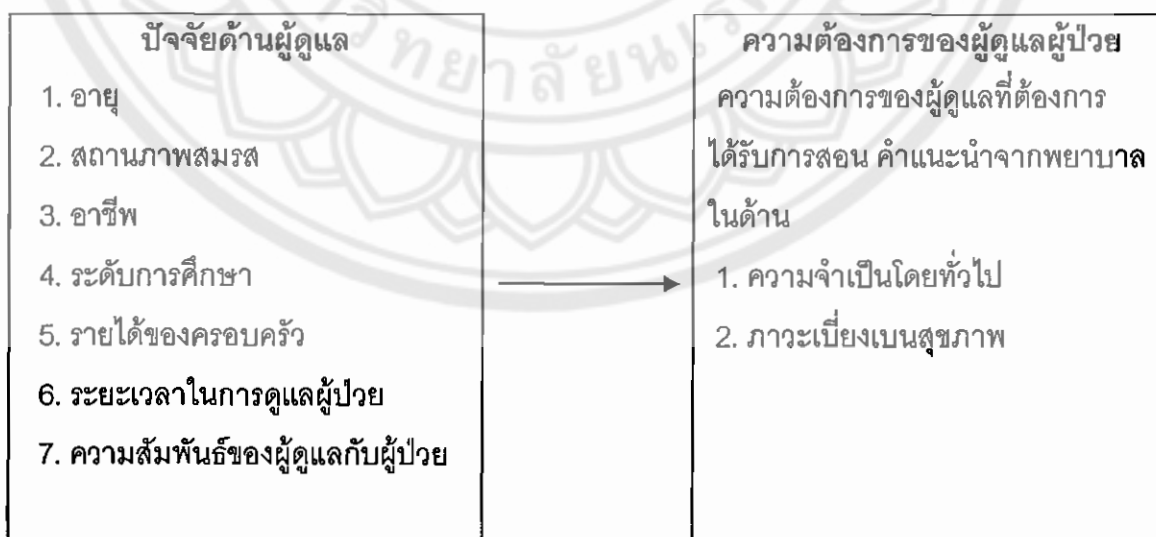 ปัจจัยด้านผู้ดูแล
1. อายุ
2. สถานภาพสมรส
3. อาชีพ
4. ระดับการศึกษา
5. รายได้ของครอบครัว
6. ระยะเวลาในการดูแลผู้ป่วย
7. ความสัมพันธ์ของผู้ดูแลกับผู้ป่วย
ความต้องการของผู้ดูแลผู้ป่วย
ความต้องการของผู้ดูแลที่ต้องการ
ได้รับการสอน คำแนะนำจากพยาบาล
ในด้าน
1. ความจำเป็นโดยทั่วไป
2. ภาวะเบี่ยงเบนสุขภาพ